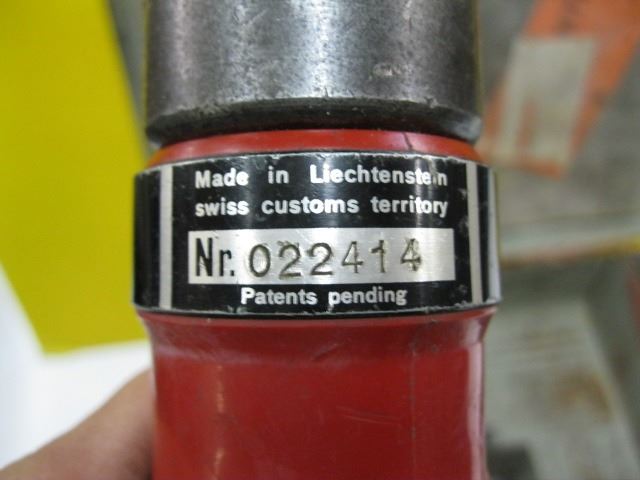 Made in Liechtenstein
swiss customs territory
Nr. 022414
Patents pending